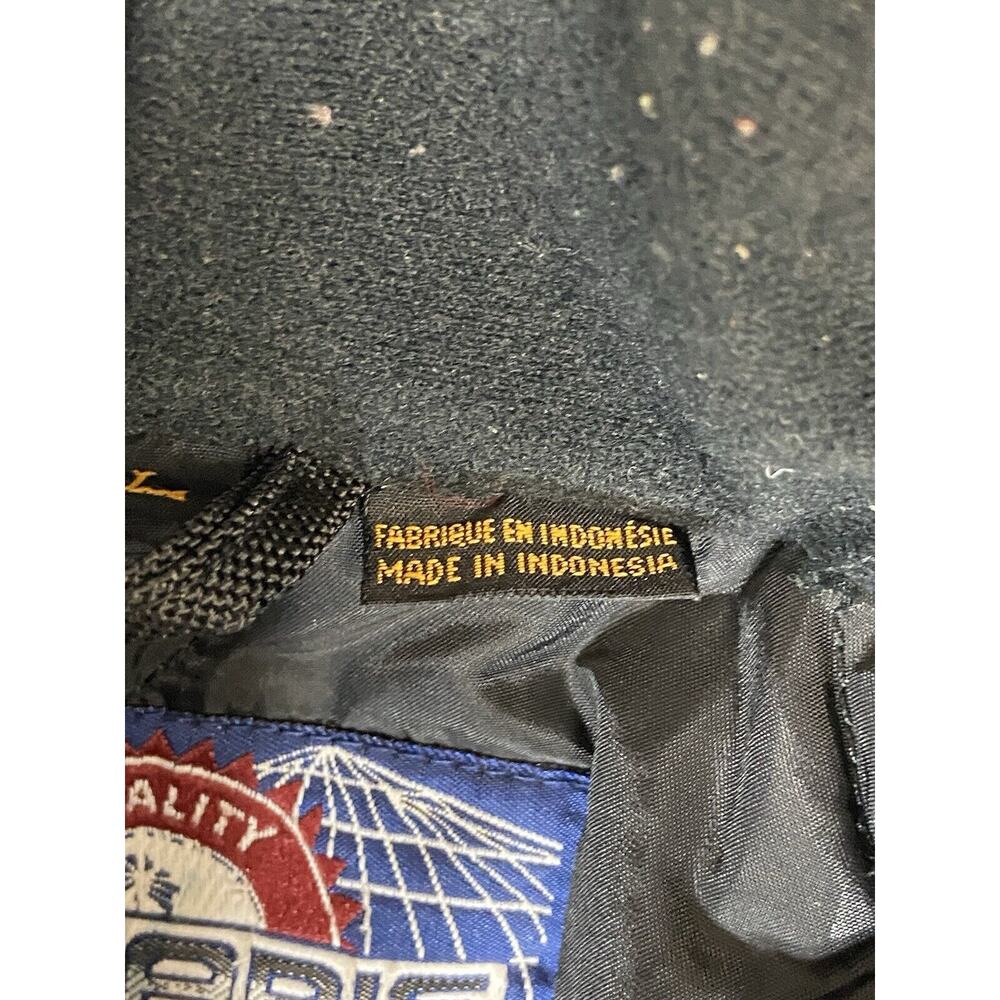 L
FABRIQUE EN INDONÉSIE
MADE IN INDONESIA
ALITY